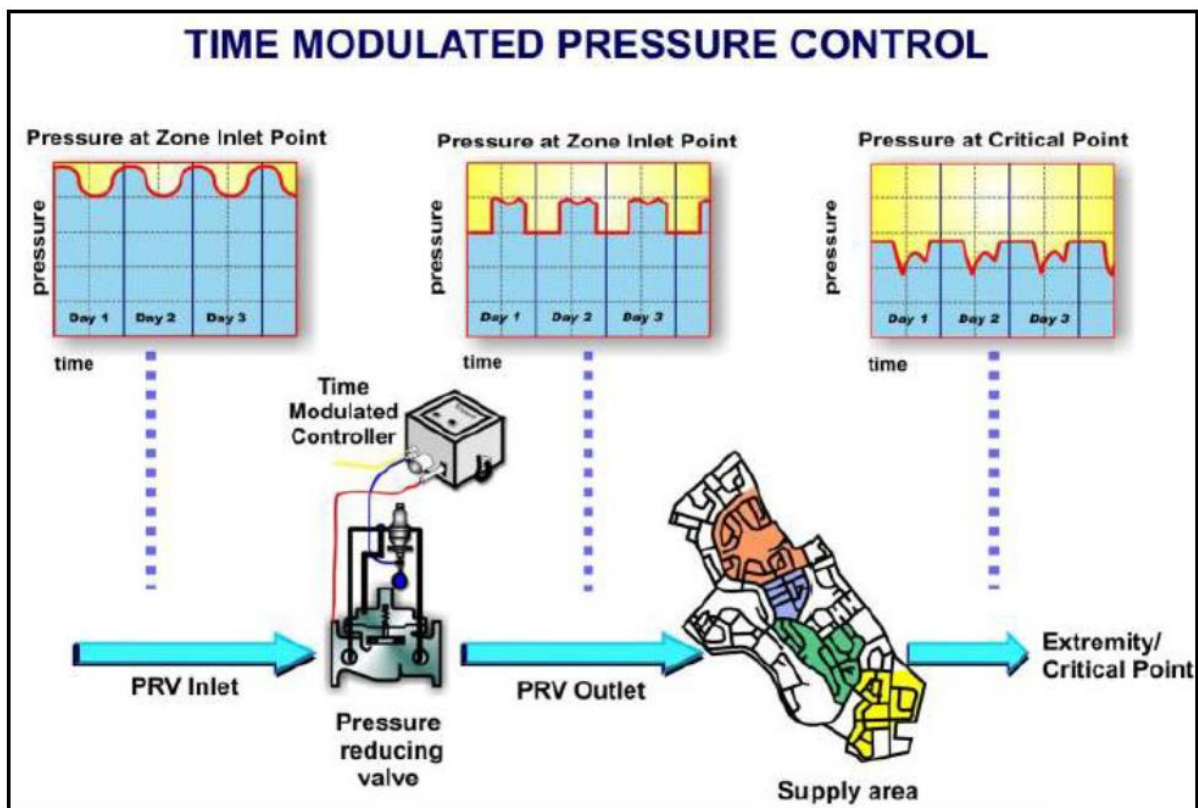 TIME MODULATED PRESSURE CONTROL
Pressure at Zone Inlet Point
pressure
Day 1
Day 2
Day 3
time
Pressure at Zone Inlet Point
pressure
Day 1
Day 2
Day 3
time
Pressure at Critical Point
pressure
Day 1
Day 2
Day 3
time
Time
Modulated
Controller
PRV Inlet
Pressure
reducing
valve
PRV Outlet
Supply area
Extremity/
Critical Point